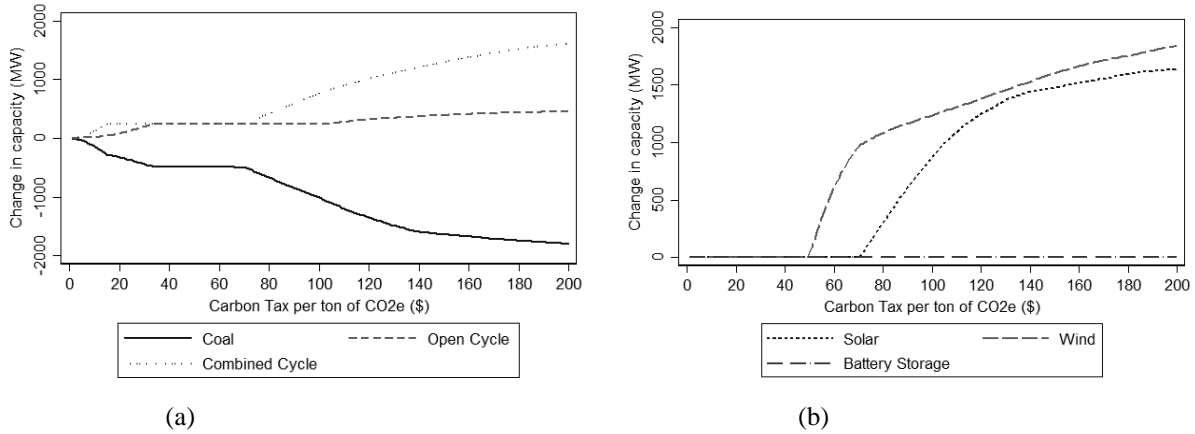 Change in capacity (MW)
2000
1000
0
-1000
-2000
0 20 40 60 80 100 120 140 160 180 200
Carbon Tax per ton of CO2e ($)
Coal Open Cycle
Combined Cycle
(a)
Change in capacity (MW)
2000
1500
1000
500
0
0 20 40 60 80 100 120 140 160 180 200
Carbon Tax per ton of CO2e ($)
Solar Wind
Battery Storage
(b)